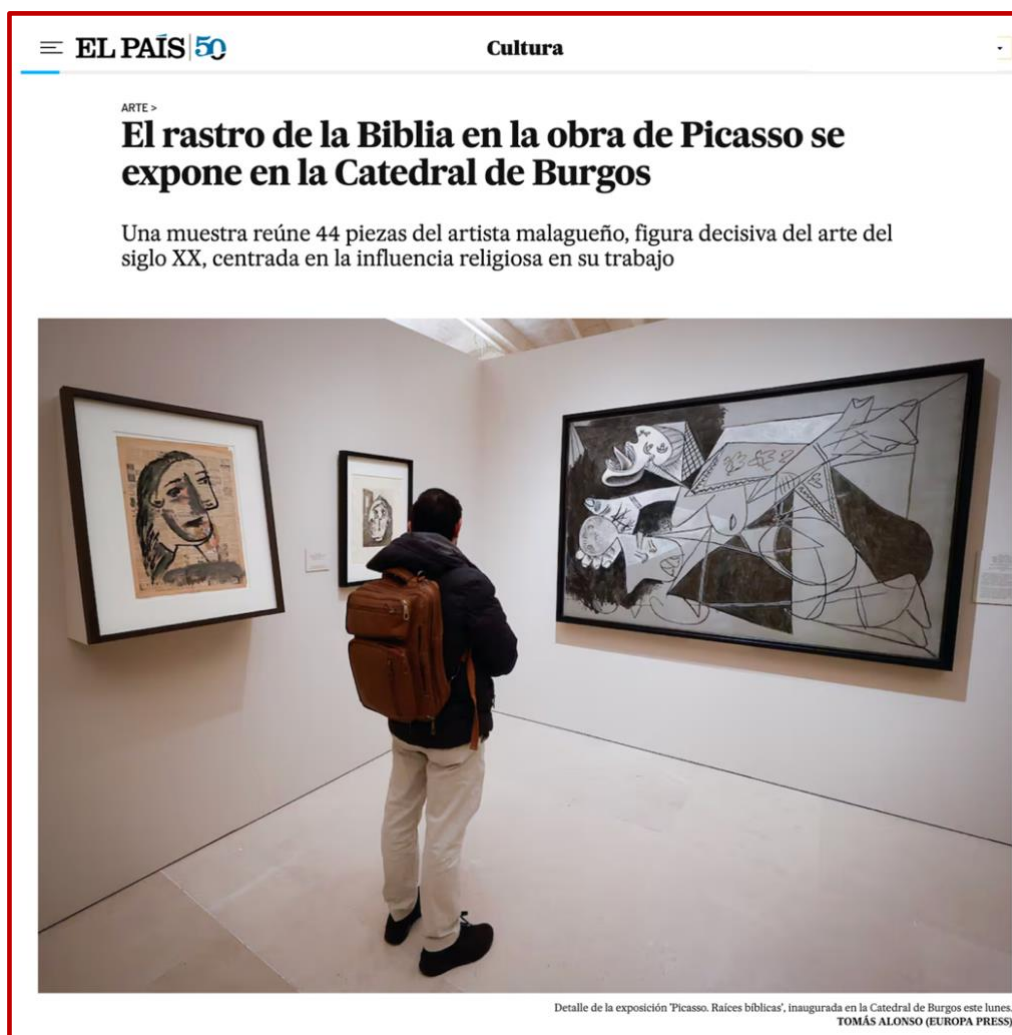 EL PAÍS 50
Cultura
ARTE >
El rastro de la Biblia en la obra de Picasso se
expone en la Catedral de Burgos
Una muestra reúne 44 piezas del artista malagueño, figura decisiva del arte del
siglo XX, centrada en la influencia religiosa en su trabajo
Detalle de la exposición 'Picasso. Raíces bíblicas', inaugurada en la Catedral de Burgos este lunes.
TOMÁS ALONSO (EUROPA PRESS)